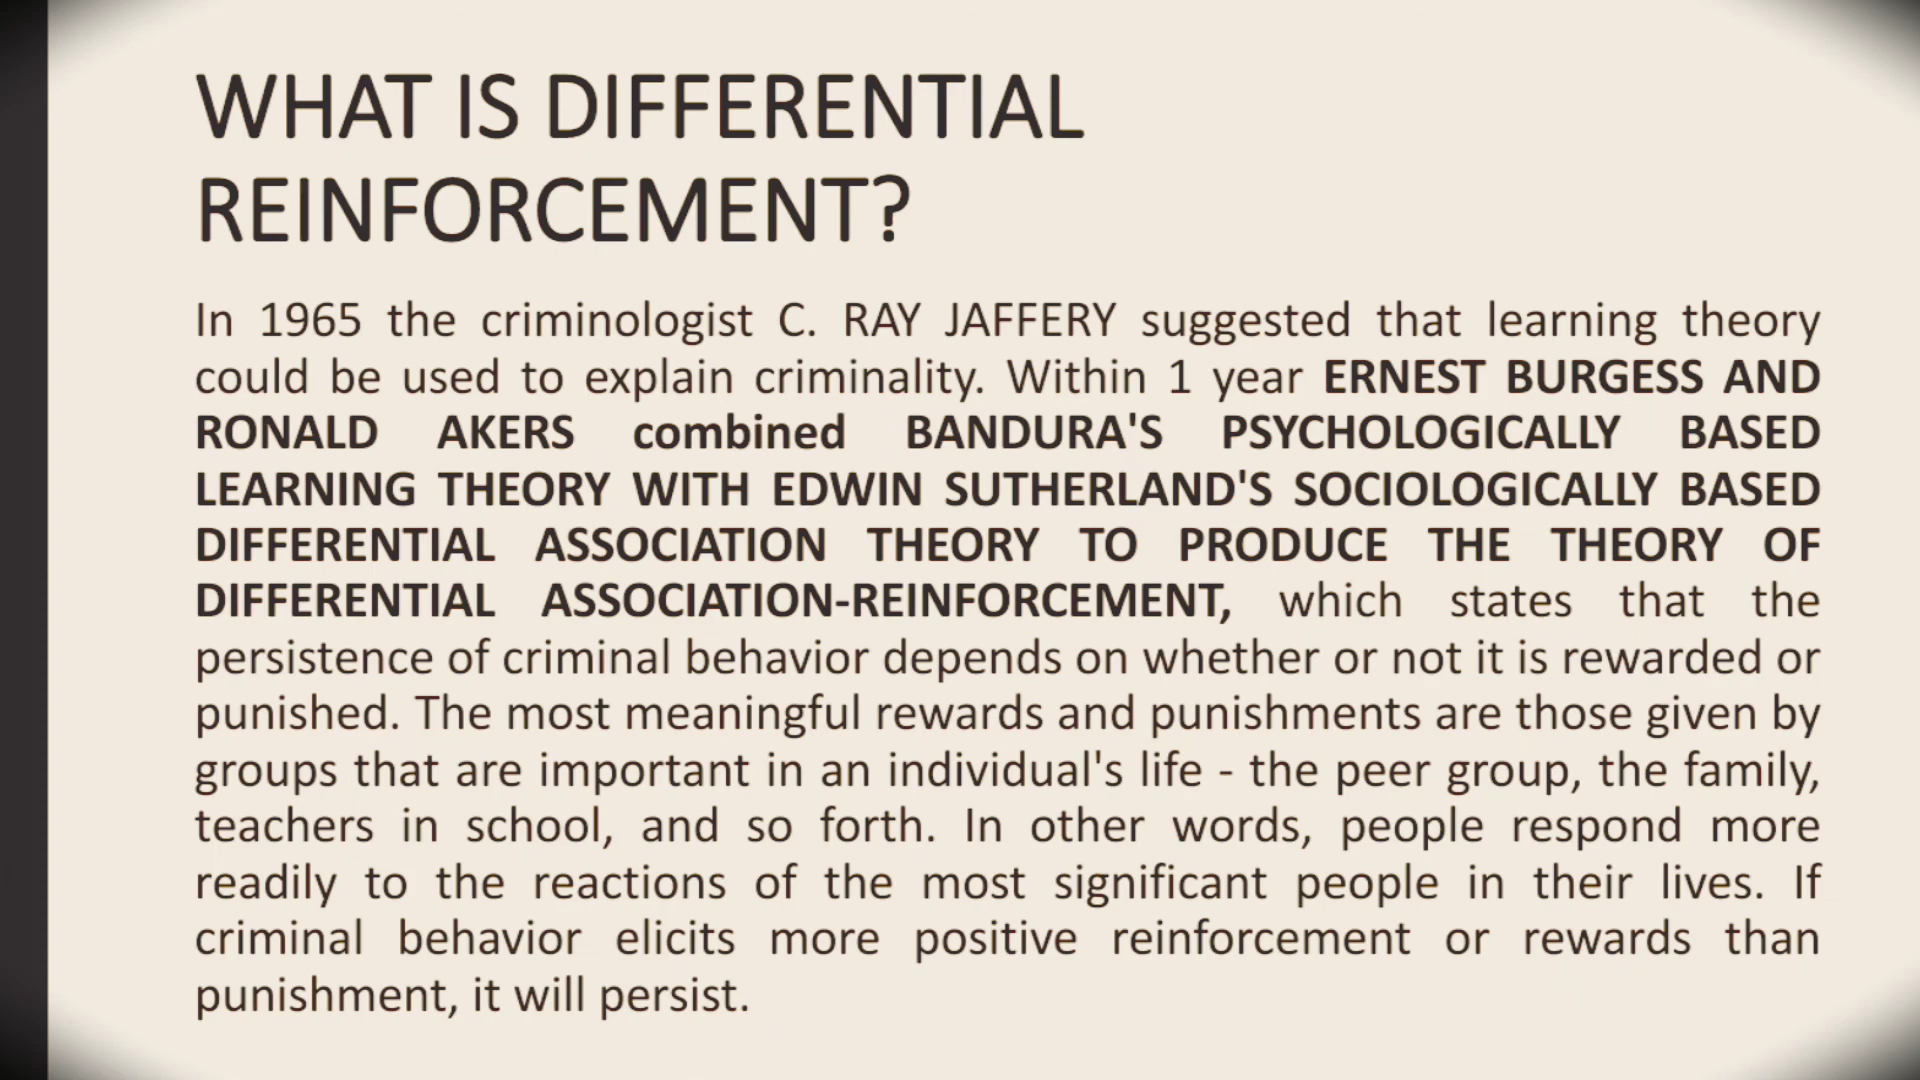 WHAT IS DIFFERENTIAL
REINFORCEMENT?
In 1965 the criminologist C. RAY JAFFERY suggested that learning theory
could be used to explain criminality. Within 1 year ERNEST BURGESS AND
RONALD AKERS combined BANDURA'S PSYCHOLOGICALLY BASED
LEARNING THEORY WITH EDWIN SUTHERLAND'S SOCIOLOGICALLY BASED
DIFFERENTIAL ASSOCIATION THEORY TO PRODUCE THE THEORY OF
DIFFERENTIAL ASSOCIATION-REINFORCEMENT, which states that the
persistence of criminal behavior depends on whether or not it is rewarded or
punished. The most meaningful rewards and punishments are those given by
groups that are important in an individual's life - the peer group, the family,
teachers in school, and so forth. In other words, people respond more
readily to the reactions of the most significant people in their lives. If
criminal behavior elicits more positive reinforcement or rewards than
punishment, it will persist.